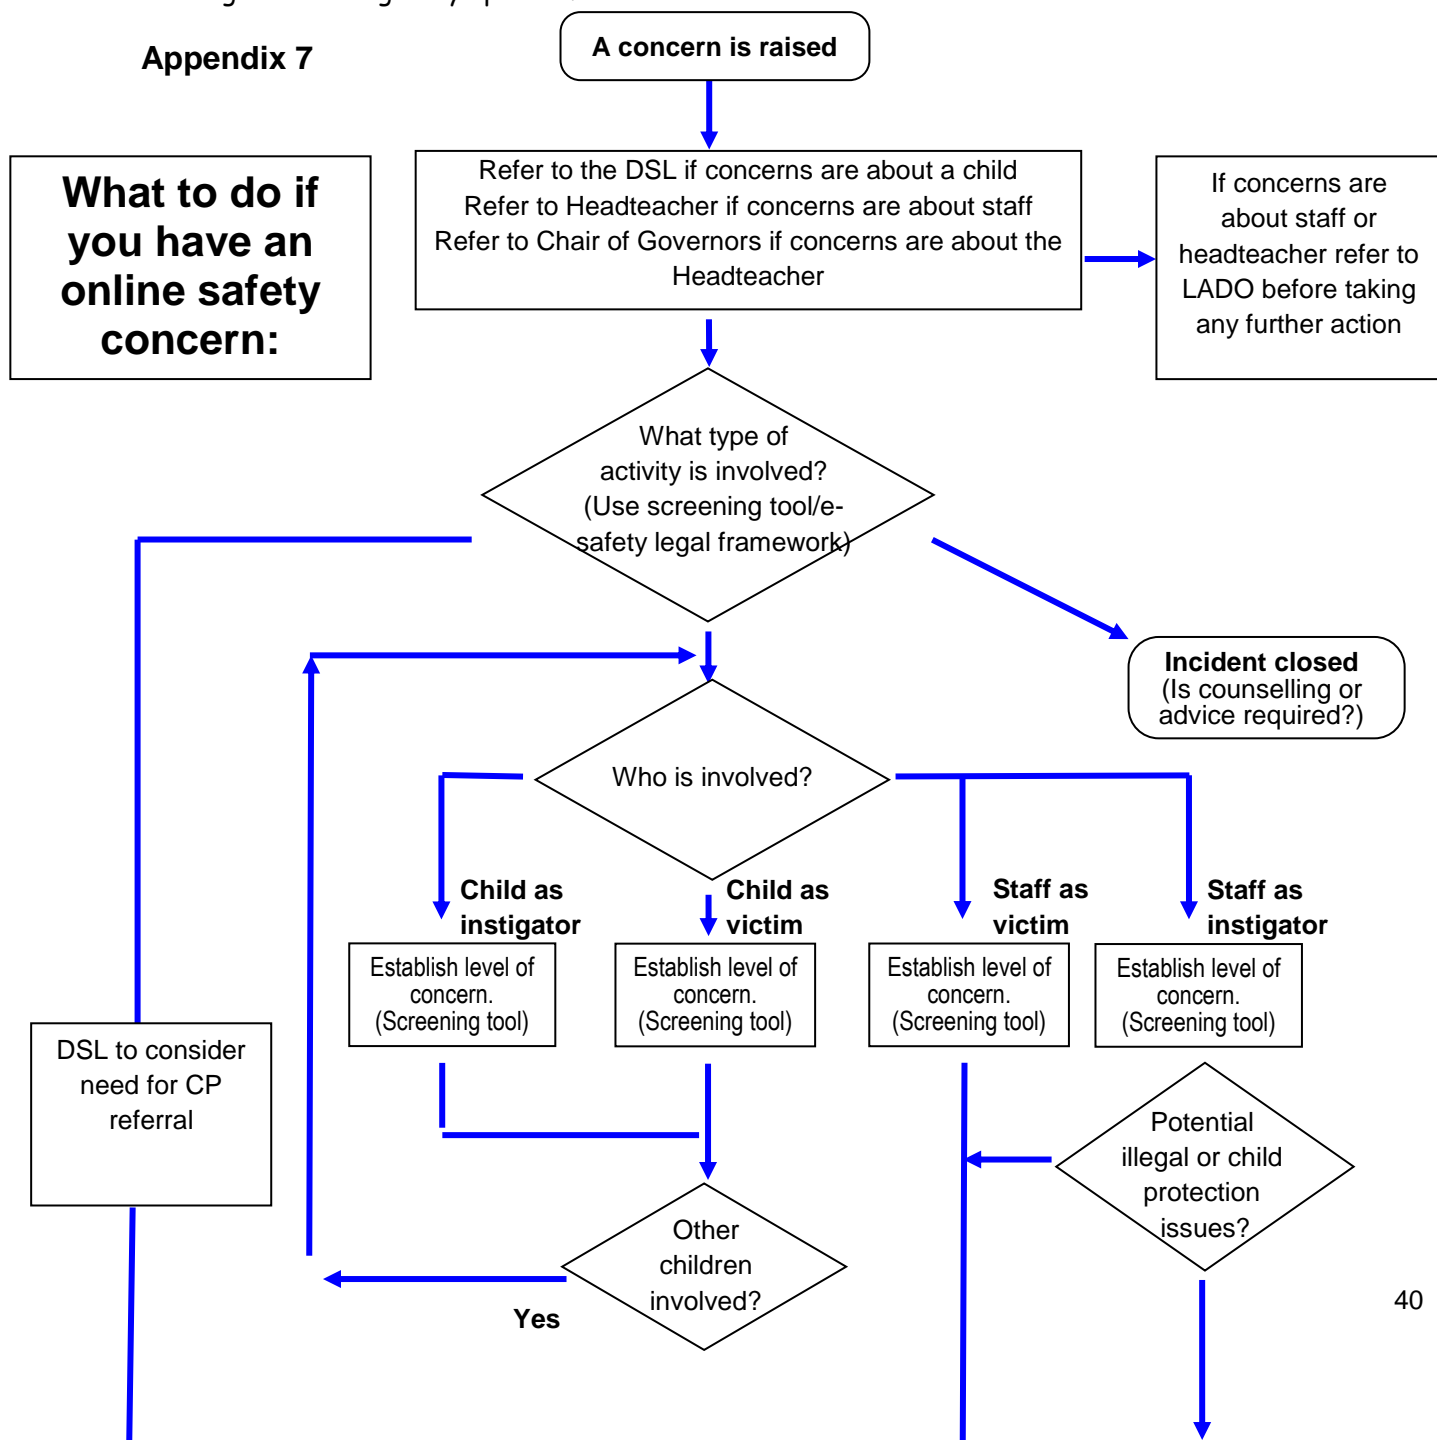 Appendix 7
A concern is raised
What to do if
you have an
online safety
concern:
Refer to the DSL if concerns are about a child
Refer to Headteacher if concerns are about staff
Refer to Chair of Governors if concerns are about the
Headteacher
If concerns are
about staff or
headteacher refer to
LADO before taking
any further action
What type of
activity is involved?
(Use screening tool/e-
safety legal framework)
Incident closed
(Is counselling or
advice required?)
Who is involved?
Child as
instigator
Child as
victim
Staff as
victim
Staff as
instigator
Establish level of
concern.
(Screening tool)
Establish level of
concern.
(Screening tool)
Establish level of
concern.
(Screening tool)
Establish level of
concern.
(Screening tool)
DSL to consider
need for CP
referral
Potential
illegal or child
protection
issues?
Other
children
involved?
Yes
40